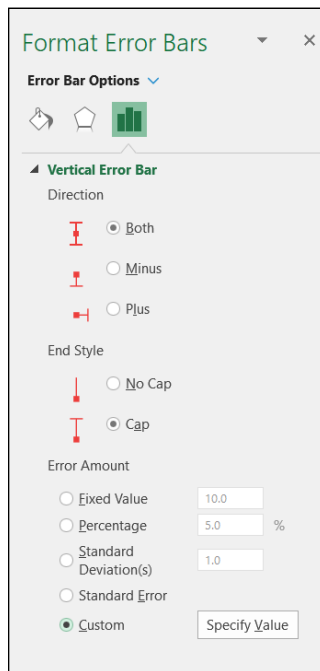 Format Error Bars
Error Bar Options
Vertical Error Bar
Direction
Both
Minus
Plus
End Style
No Cap
Cap
Error Amount
Fixed Value 10.0
Percentage 5.0 %
Standard 1.0
Deviation(s)
Standard Error
Custom Specify Value